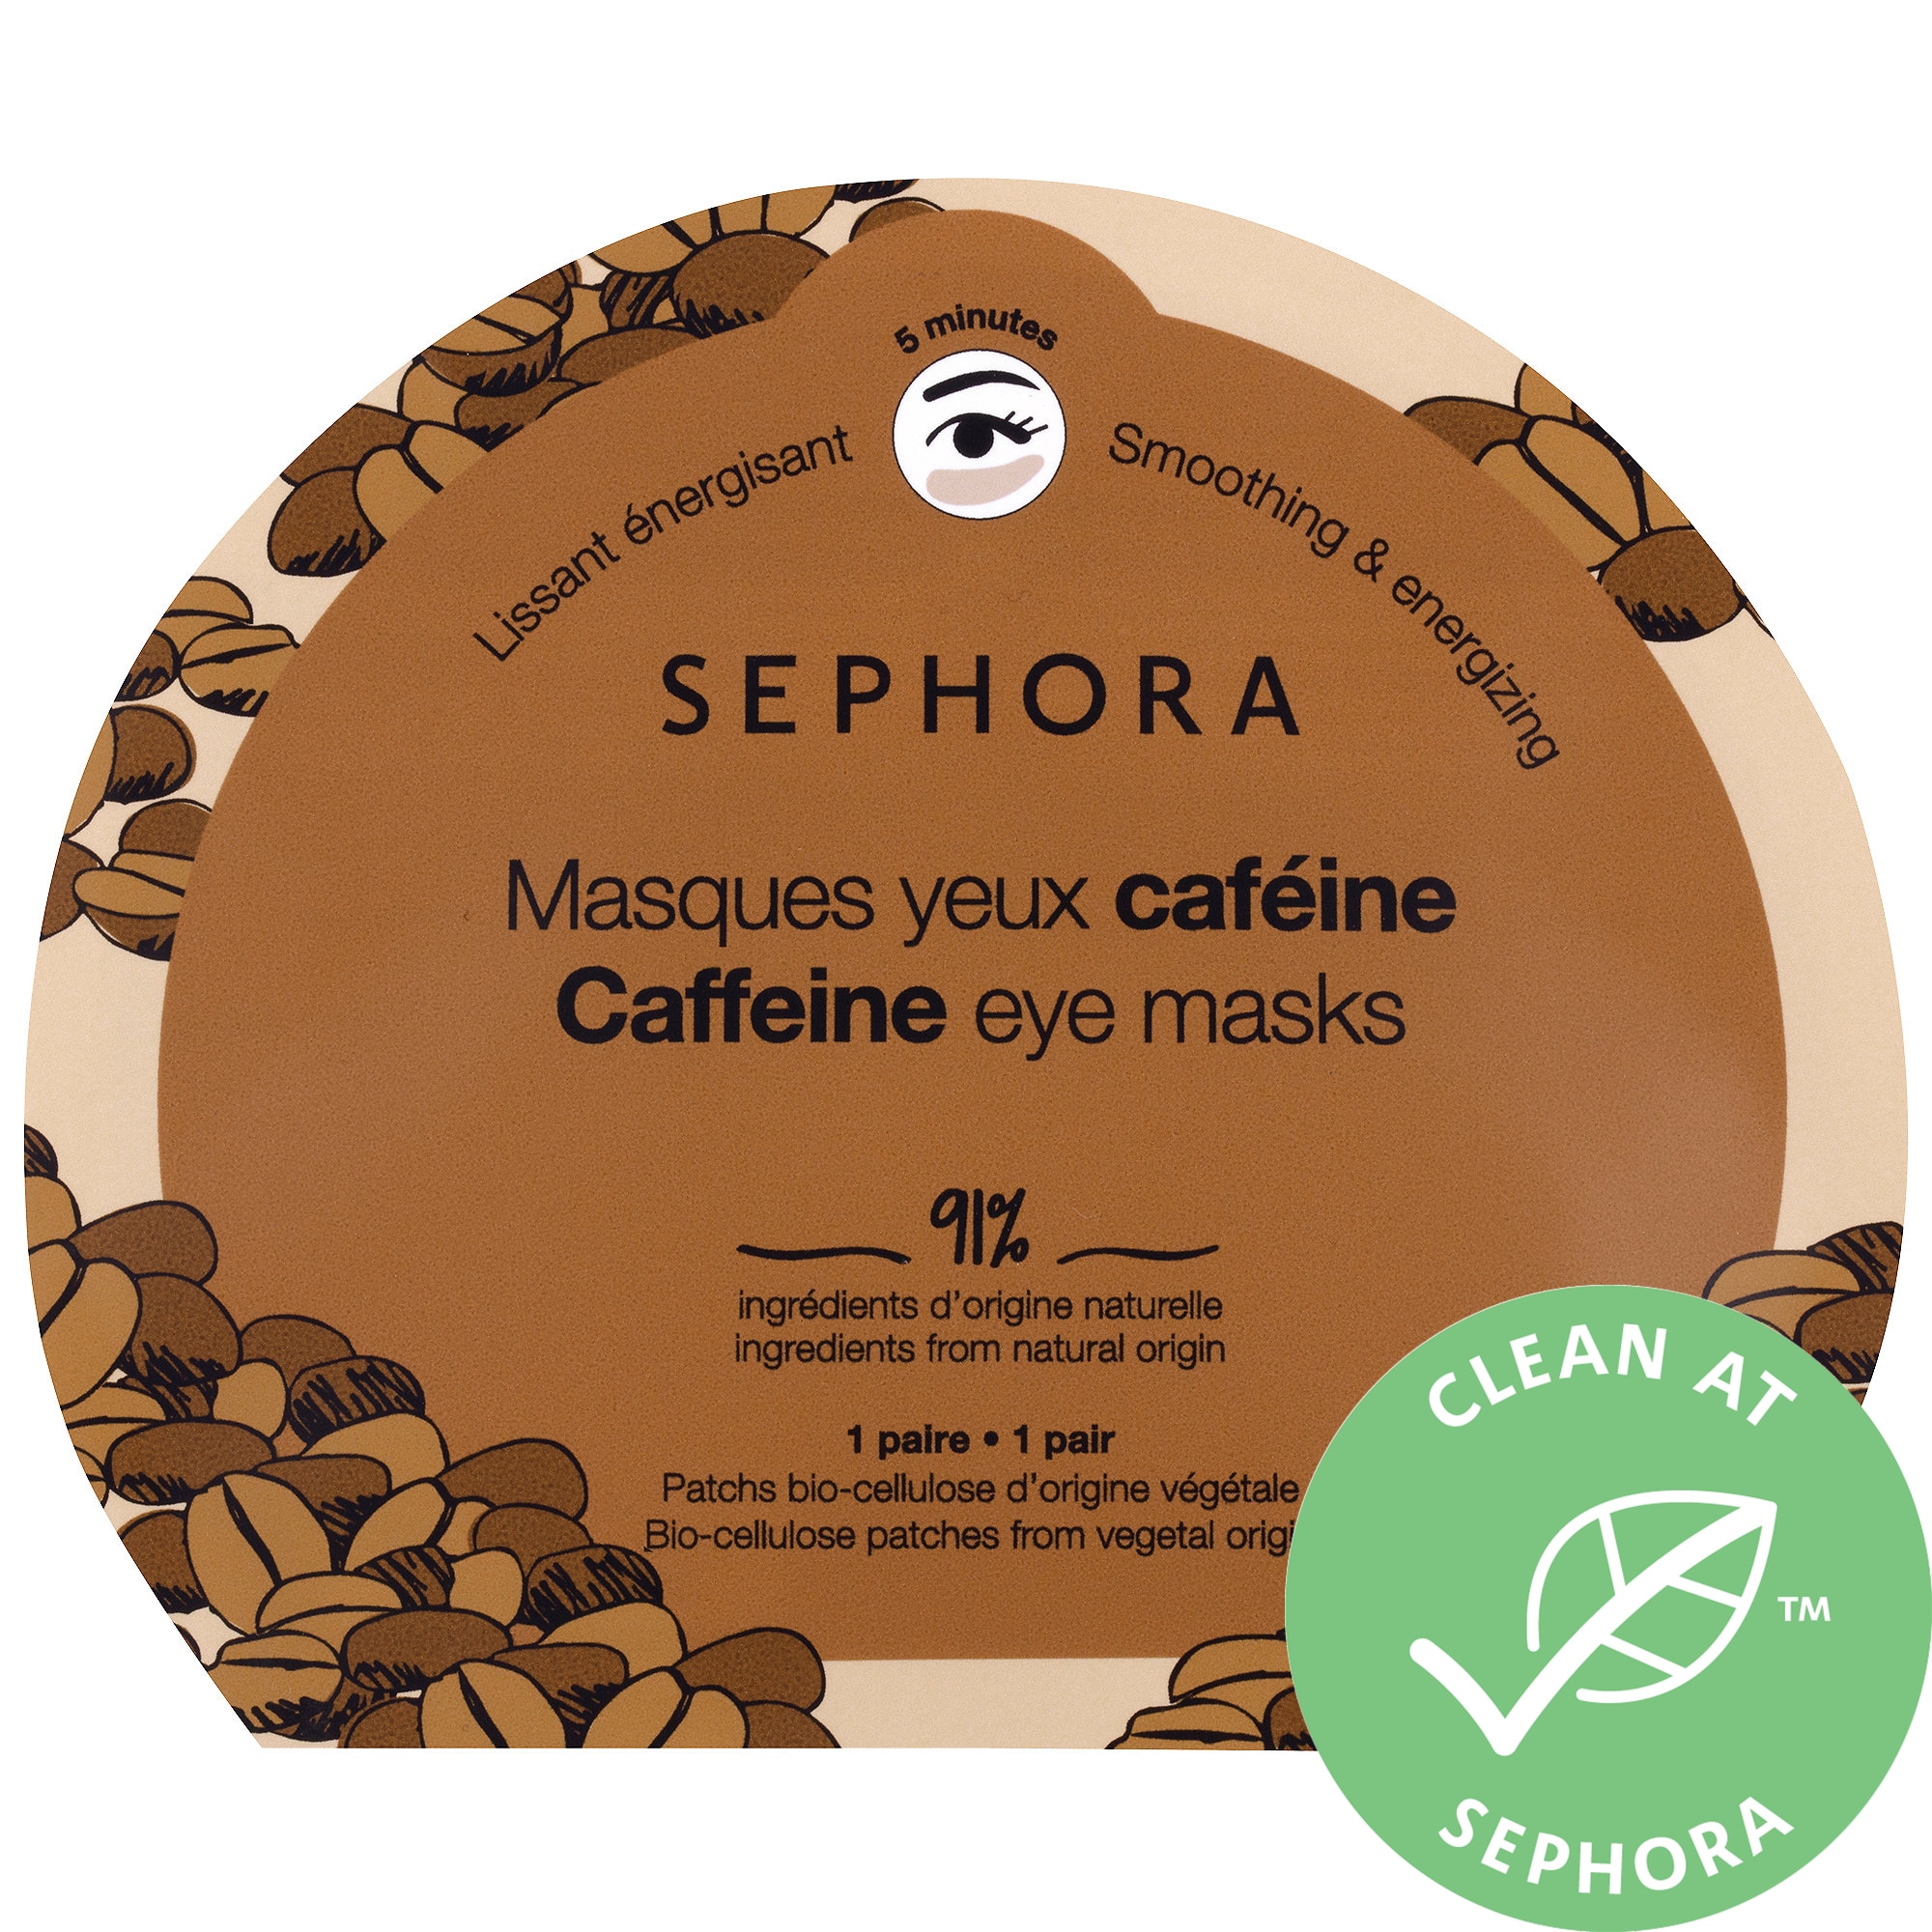 5 minutes
Lissant énergisant
Smoothing & energizing
SEPHORA
Masques yeux caféine
Caffeine eye masks
91%
ingrédients d'origine naturelle
ingredients from natural origin
1 paire • 1 pair
Patchs bio-cellulose d'origine végétale
Bio-cellulose patches from vegetal origi
CLEAN AT
TM
SEPHORA